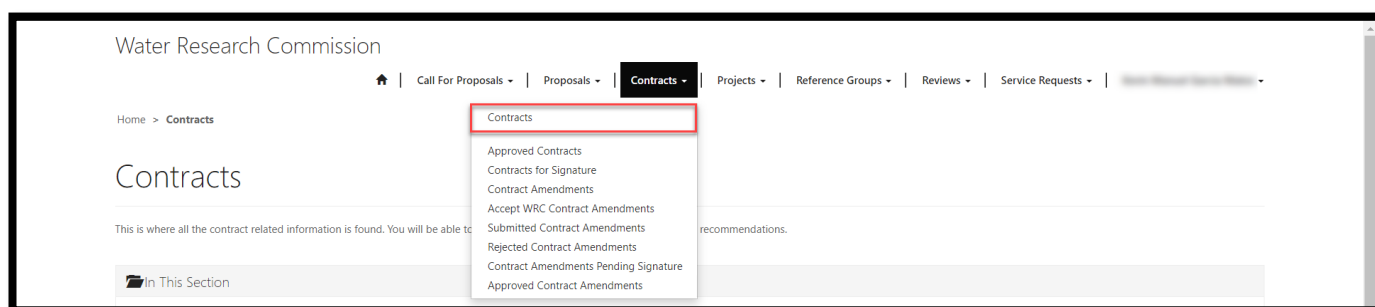 Water Research Commission
Call For Proposals | Proposals | Contracts | Projects | Reference Groups | Reviews | Service Requests |
Home > Contracts
Contracts
Approved Contracts
Contracts for Signature
Contract Amendments
Accept WRC Contract Amendments
Submitted Contract Amendments
Rejected Contract Amendments
Contract Amendments Pending Signature
Approved Contract Amendments
Contracts
This is where all the contract related information is found. You will be able to recommendations.
In This Section